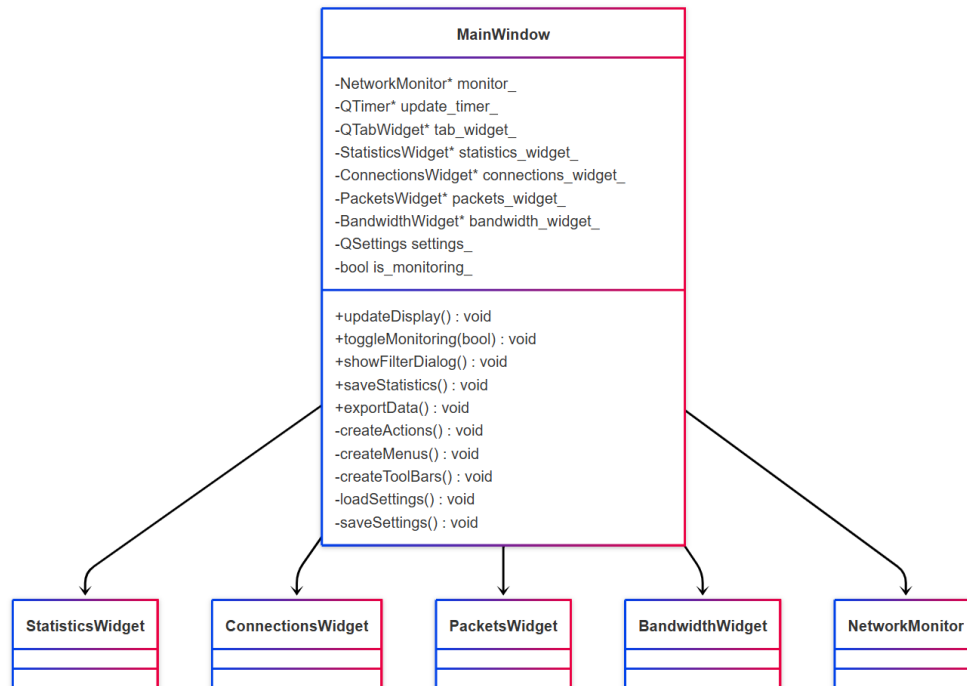 MainWindow
-NetworkMonitor* monitor_
-QTimer* update_timer_
-QTabWidget* tab_widget_
-StatisticsWidget* statistics_widget_
-ConnectionsWidget* connections_widget_
-PacketsWidget* packets_widget_
-BandwidthWidget* bandwidth_widget_
-QSettings settings_
-bool is_monitoring_
+updateDisplay() : void
+toggleMonitoring(bool) : void
+showFilterDialog() : void
+saveStatistics() : void
+exportData() : void
-createActions() : void
-createMenus() : void
-createToolBars() : void
-loadSettings() : void
-saveSettings() : void
StatisticsWidget
ConnectionsWidget
PacketsWidget
BandwidthWidget
NetworkMonitor